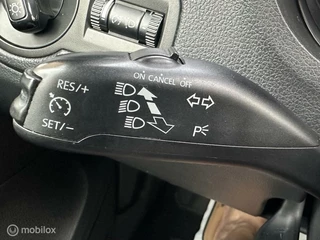 ON CANCEL OFF
RES/+
SET/–
P
mobilox